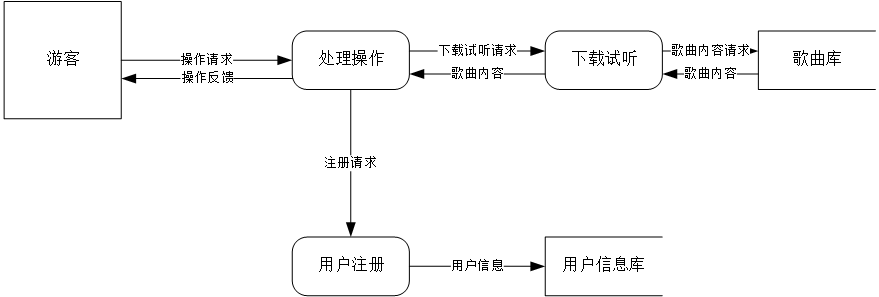 游客
操作请求
操作反馈
处理操作
下载试听请求
歌曲内容
下载试听
歌曲内容请求
歌曲内容
歌曲库
注册请求
用户注册
用户信息
用户信息库